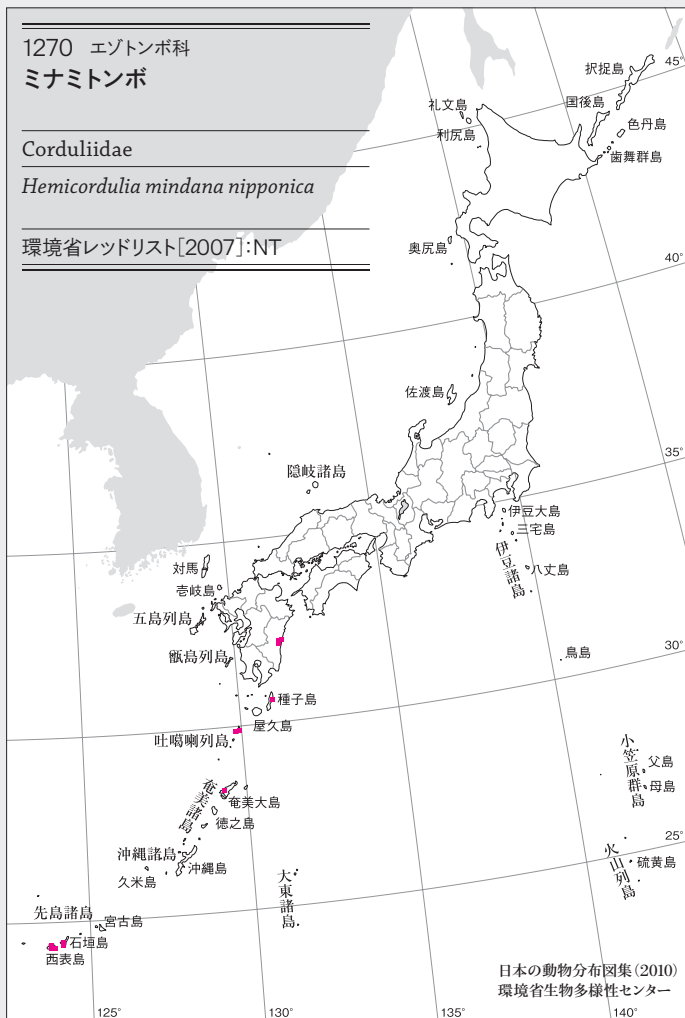 1270 エゾトンボ科
ミナミトンボ
Corduliidae
Hemicordulia mindana nipponica
環境省レッドリスト[2007]:NT
択捉島
45°
国後島
礼文島
色丹島
利尻島
歯舞群島
奥尻島
40°
佐渡島
35°
隠岐諸島
伊豆大島
三宅島
伊豆諸島
八丈島
対馬
壱岐島
五島列島
甑島列島
鳥島
30°
種子島
屋久島
吐噶喇列島
小笠原群島
父島
母島
奄美諸島
奄美大島
徳之島
25°
沖縄諸島
沖縄島
久米島
大東諸島
火山列島
硫黄島
先島諸島
宮古島
石垣島
西表島
日本の動物分布図集(2010)
環境省生物多様性センター
125°
130°
135°
140°